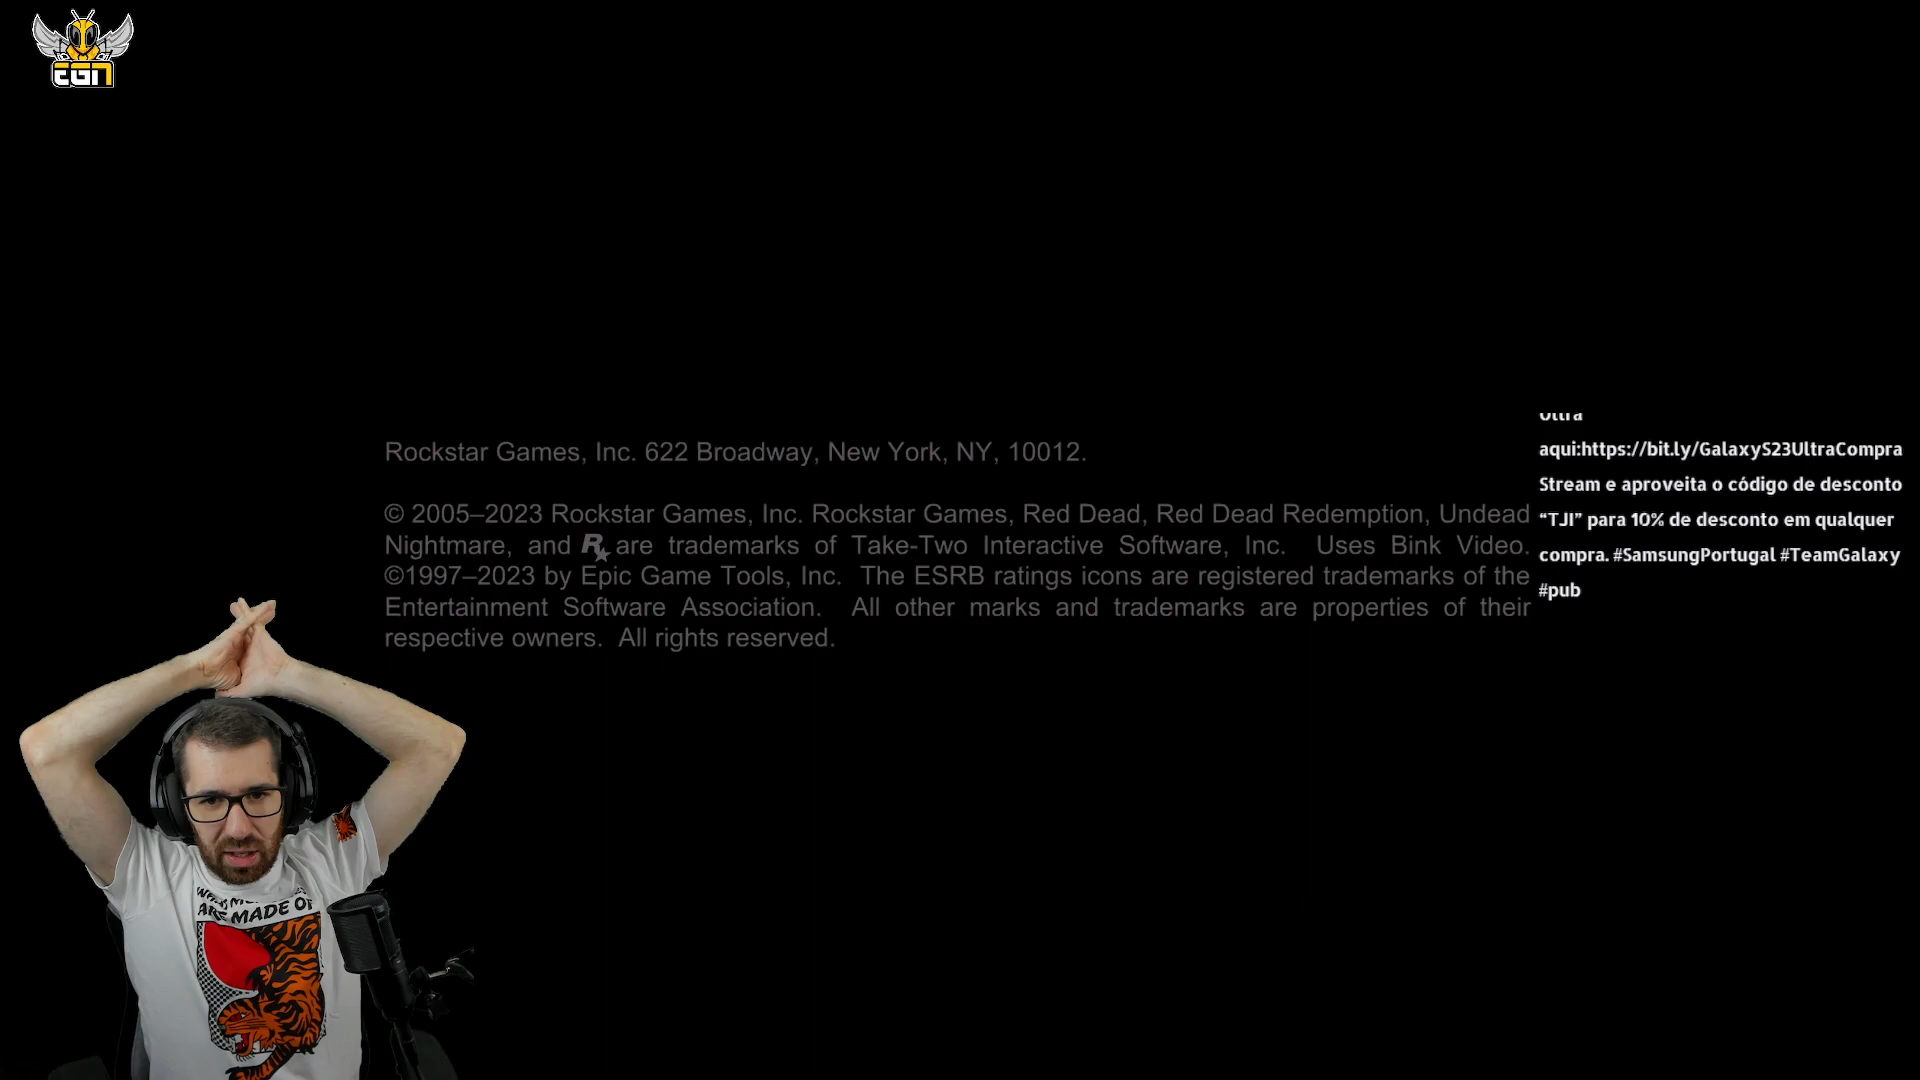 EGN
Rockstar Games, Inc. 622 Broadway, New York, NY, 10012.
© 2005–2023 Rockstar Games, Inc. Rockstar Games, Red Dead, Red Dead Redemption, Undead
Nightmare, and R★ are trademarks of Take-Two Interactive Software, Inc. Uses Bink Video.
©1997–2023 by Epic Game Tools, Inc. The ESRB ratings icons are registered trademarks of the
Entertainment Software Association. All other marks and trademarks are properties of their
respective owners. All rights reserved.
Ultra
aqui:https://bit.ly/GalaxyS23UltraCompra
Stream e aproveita o código de desconto
“TJI” para 10% de desconto em qualquer
compra. #SamsungPortugal #TeamGalaxy
#pub
ARE MADE OF